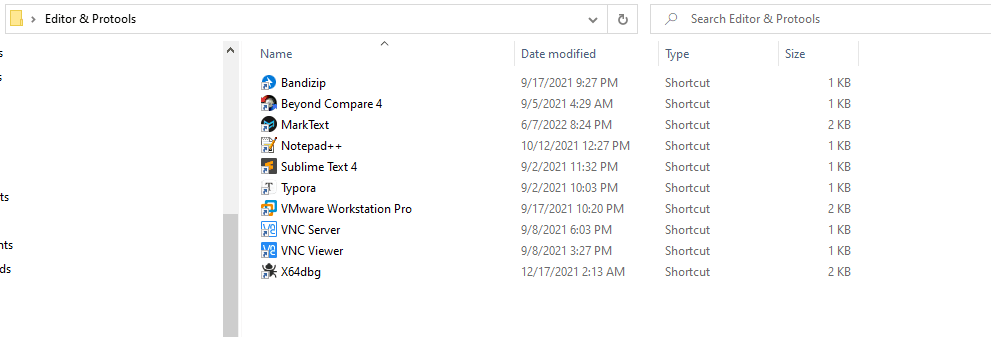 Editor & Protools Search Editor & Protools
Name Date modified Type Size
Bandizip 9/17/2021 9:27 PM Shortcut 1 KB
Beyond Compare 4 9/5/2021 4:29 AM Shortcut 1 KB
MarkText 6/7/2022 8:24 PM Shortcut 2 KB
Notepad++ 10/12/2021 12:27 PM Shortcut 1 KB
Sublime Text 4 9/2/2021 11:32 PM Shortcut 1 KB
Typora 9/2/2021 10:03 PM Shortcut 1 KB
VMware Workstation Pro 9/17/2021 10:20 PM Shortcut 2 KB
VNC Server 9/8/2021 6:03 PM Shortcut 1 KB
VNC Viewer 9/8/2021 3:27 PM Shortcut 1 KB
X64dbg 12/17/2021 2:13 AM Shortcut 2 KB